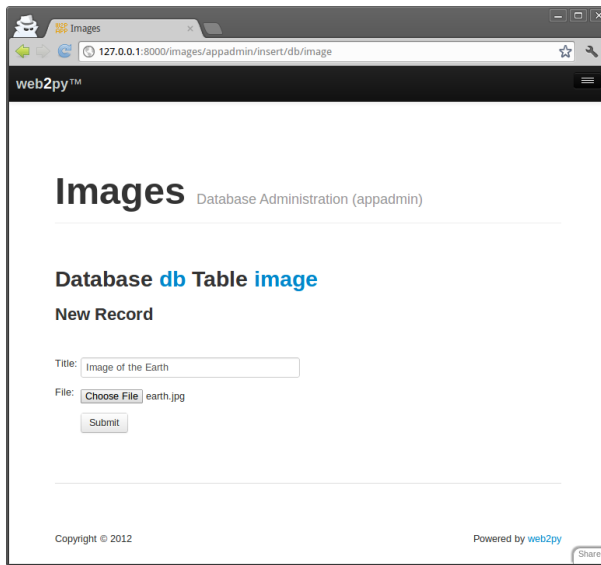 Images
127.0.0.1:8000/images/appadmin/insert/db/image
web2py™
Images Database Administration (appadmin)
Database db Table image
New Record
Title: Image of the Earth
File: Choose File earth.jpg
Submit
Copyright © 2012 Powered by web2py
Share